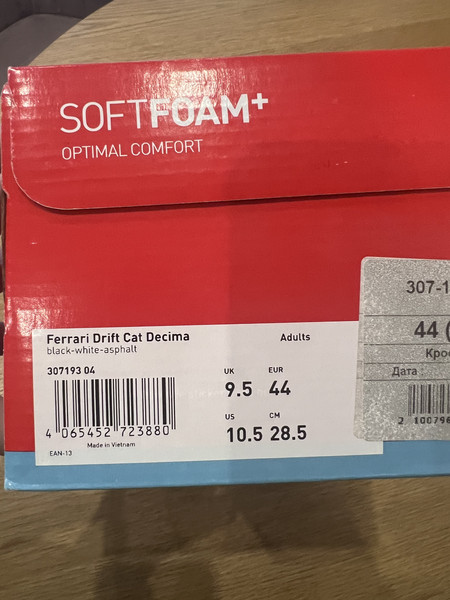 SOFTFOAM+
OPTIMAL COMFORT
Ferrari Drift Cat Decima
black-white-asphalt
Adults
307193 04
UK
9.5
EUR
44
US
10.5
CM
28.5
4 065452 723880
Made in Vietnam
EAN-13
307-1
44 (
Кро
Дата :
2 100796